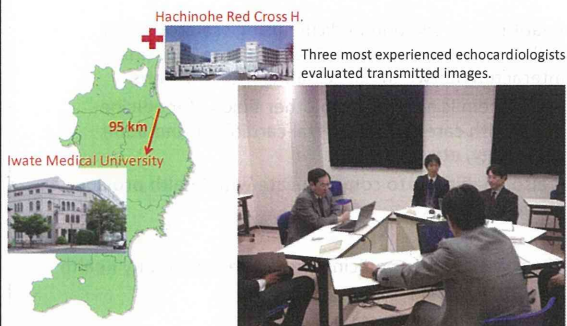 Hachinohe Red Cross H.
Three most experienced echocardiologists
evaluated transmitted images.
95 km
Iwate Medical University